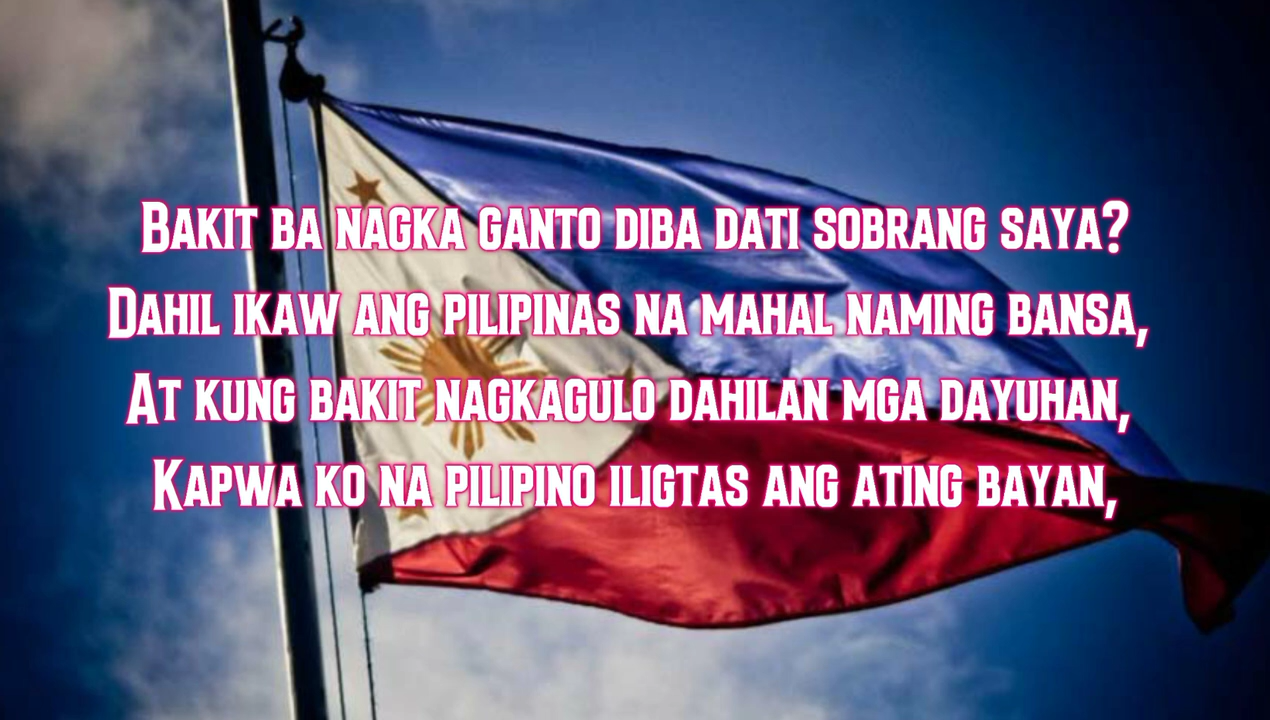 Bakit ba nagka ganto diba dati sobrang saya?
Dahil ikaw ang pilipinas na mahal naming bansa,
At kung bakit nagkagulo dahilan mga dayuhan,
Kapwa ko na pilipino iligtas ang ating bayan,